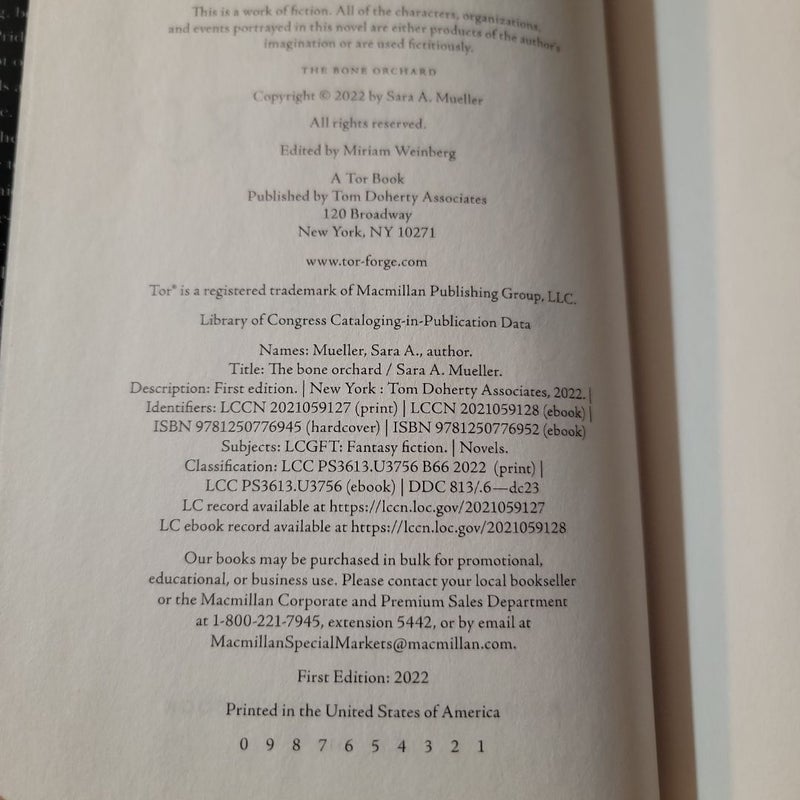 This is a work of fiction. All of the characters, organizations,
and events portrayed in this novel are either products of the author's
imagination or are used fictitiously.
THE BONE ORCHARD
Copyright © 2022 by Sara A. Mueller
All rights reserved.
Edited by Miriam Weinberg
A Tor Book
Published by Tom Doherty Associates
120 Broadway
New York, NY 10271
www.tor-forge.com
Tor® is a registered trademark of Macmillan Publishing Group, LLC.
Library of Congress Cataloging-in-Publication Data
Names: Mueller, Sara A., author.
Title: The bone orchard / Sara A. Mueller.
Description: First edition. | New York : Tom Doherty Associates, 2022. |
Identifiers: LCCN 2021059127 (print) | LCCN 2021059128 (ebook) |
ISBN 9781250776945 (hardcover) | ISBN 9781250776952 (ebook)
Subjects: LCGFT: Fantasy fiction. | Novels.
Classification: LCC PS3613.U3756 B66 2022 (print) |
LCC PS3613.U3756 (ebook) | DDC 813/.6—dc23
LC record available at https://lccn.loc.gov/2021059127
LC ebook record available at https://lccn.loc.gov/2021059128
Our books may be purchased in bulk for promotional,
educational, or business use. Please contact your local bookseller
or the Macmillan Corporate and Premium Sales Department
at 1-800-221-7945, extension 5442, or by email at
MacmillanSpecialMarkets@macmillan.com.
First Edition: 2022
Printed in the United States of America
0 9 8 7 6 5 4 3 2 1